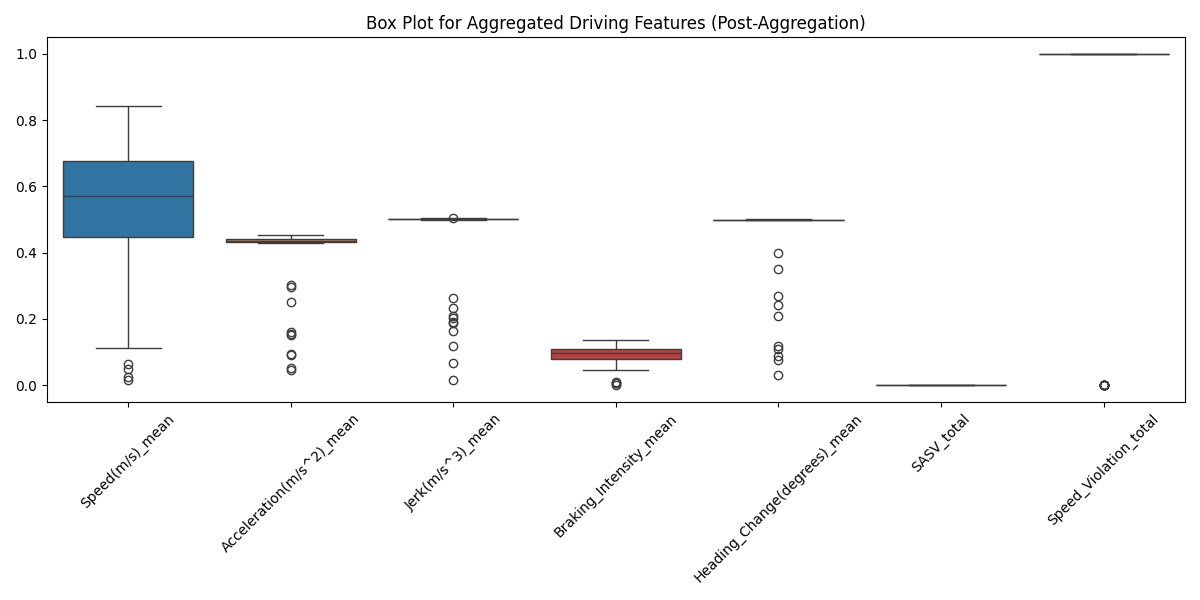 Box Plot for Aggregated Driving Features (Post-Aggregation)
1.0
0.8
0.6
0.4
0.2
0.0
Speed(m/s)_mean
Acceleration(m/s^2)_mean
Jerk(m/s^3)_mean
Braking_Intensity_mean
Heading_Change(degrees)_mean
SASV_total
Speed_Violation_total